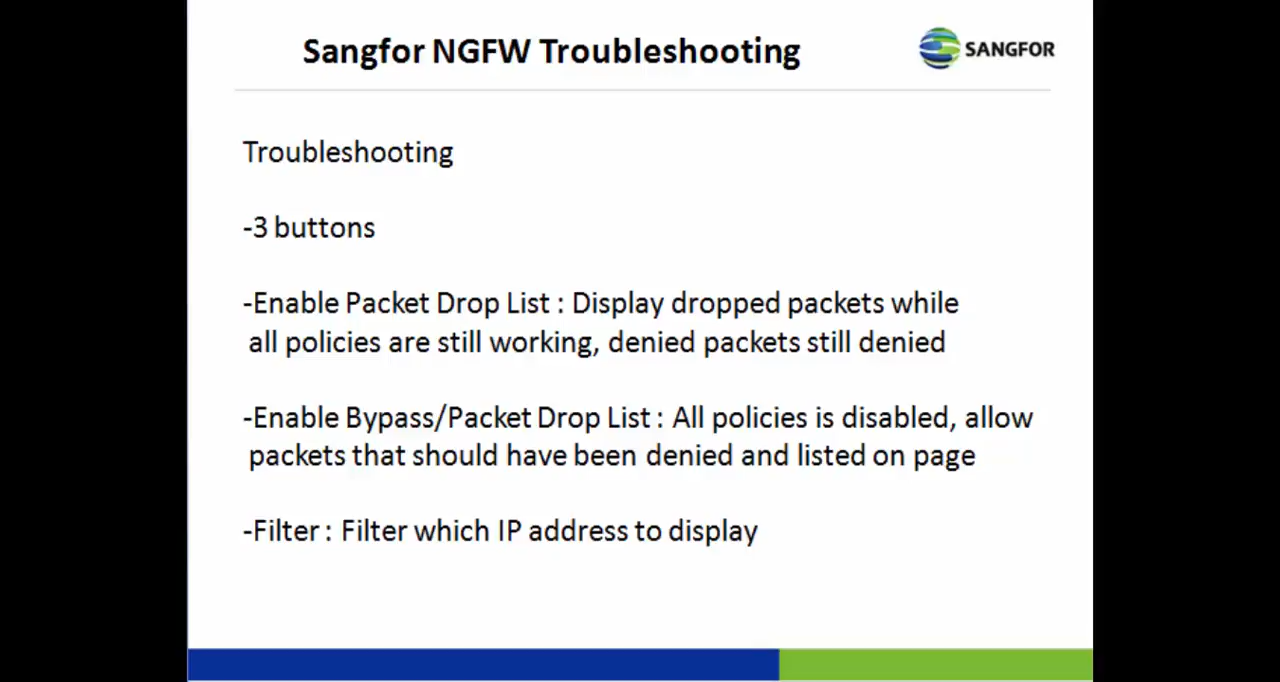 Sangfor NGFW Troubleshooting
SANGFOR
Troubleshooting
-3 buttons
-Enable Packet Drop List : Display dropped packets while
all policies are still working, denied packets still denied
-Enable Bypass/Packet Drop List : All policies is disabled, allow
packets that should have been denied and listed on page
-Filter : Filter which IP address to display